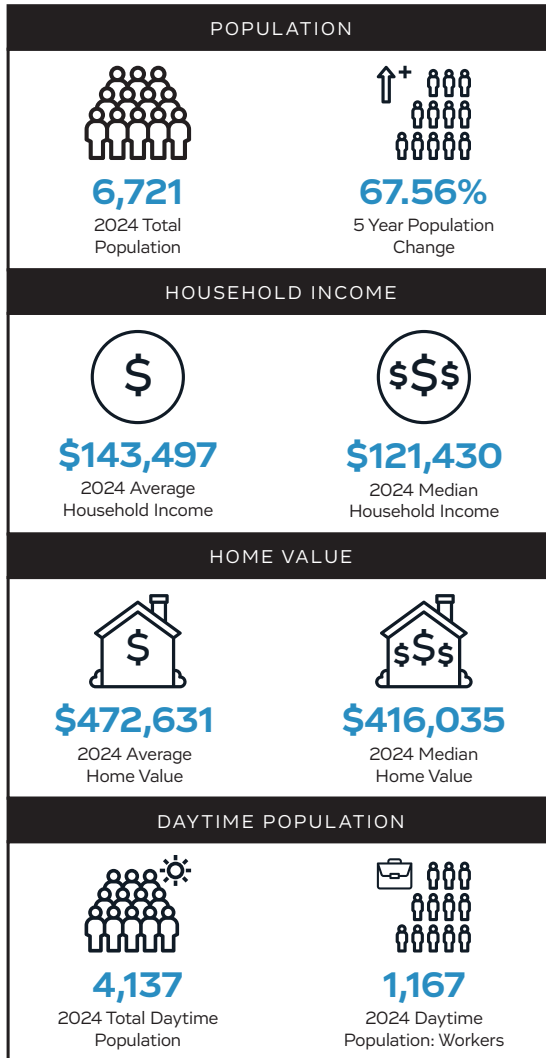 POPULATION
6,721
2024 Total
Population
67.56%
5 Year Population
Change
HOUSEHOLD INCOME
$
$143,497
2024 Average
Household Income
$$$
$121,430
2024 Median
Household Income
HOME VALUE
$
$472,631
2024 Average
Home Value
$$$
$416,035
2024 Median
Home Value
DAYTIME POPULATION
4,137
2024 Total Daytime
Population
1,167
2024 Daytime
Population: Workers